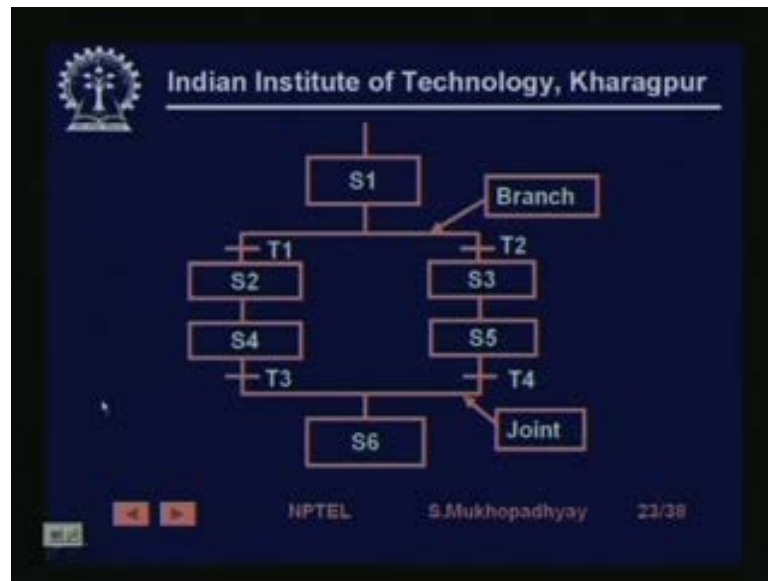 Indian Institute of Technology, Kharagpur
S1
Branch
T1 T2
S2 S3
S4 S5
T3 T4
S6 Joint
NPTEL S.Mukhopadhyay 23/38